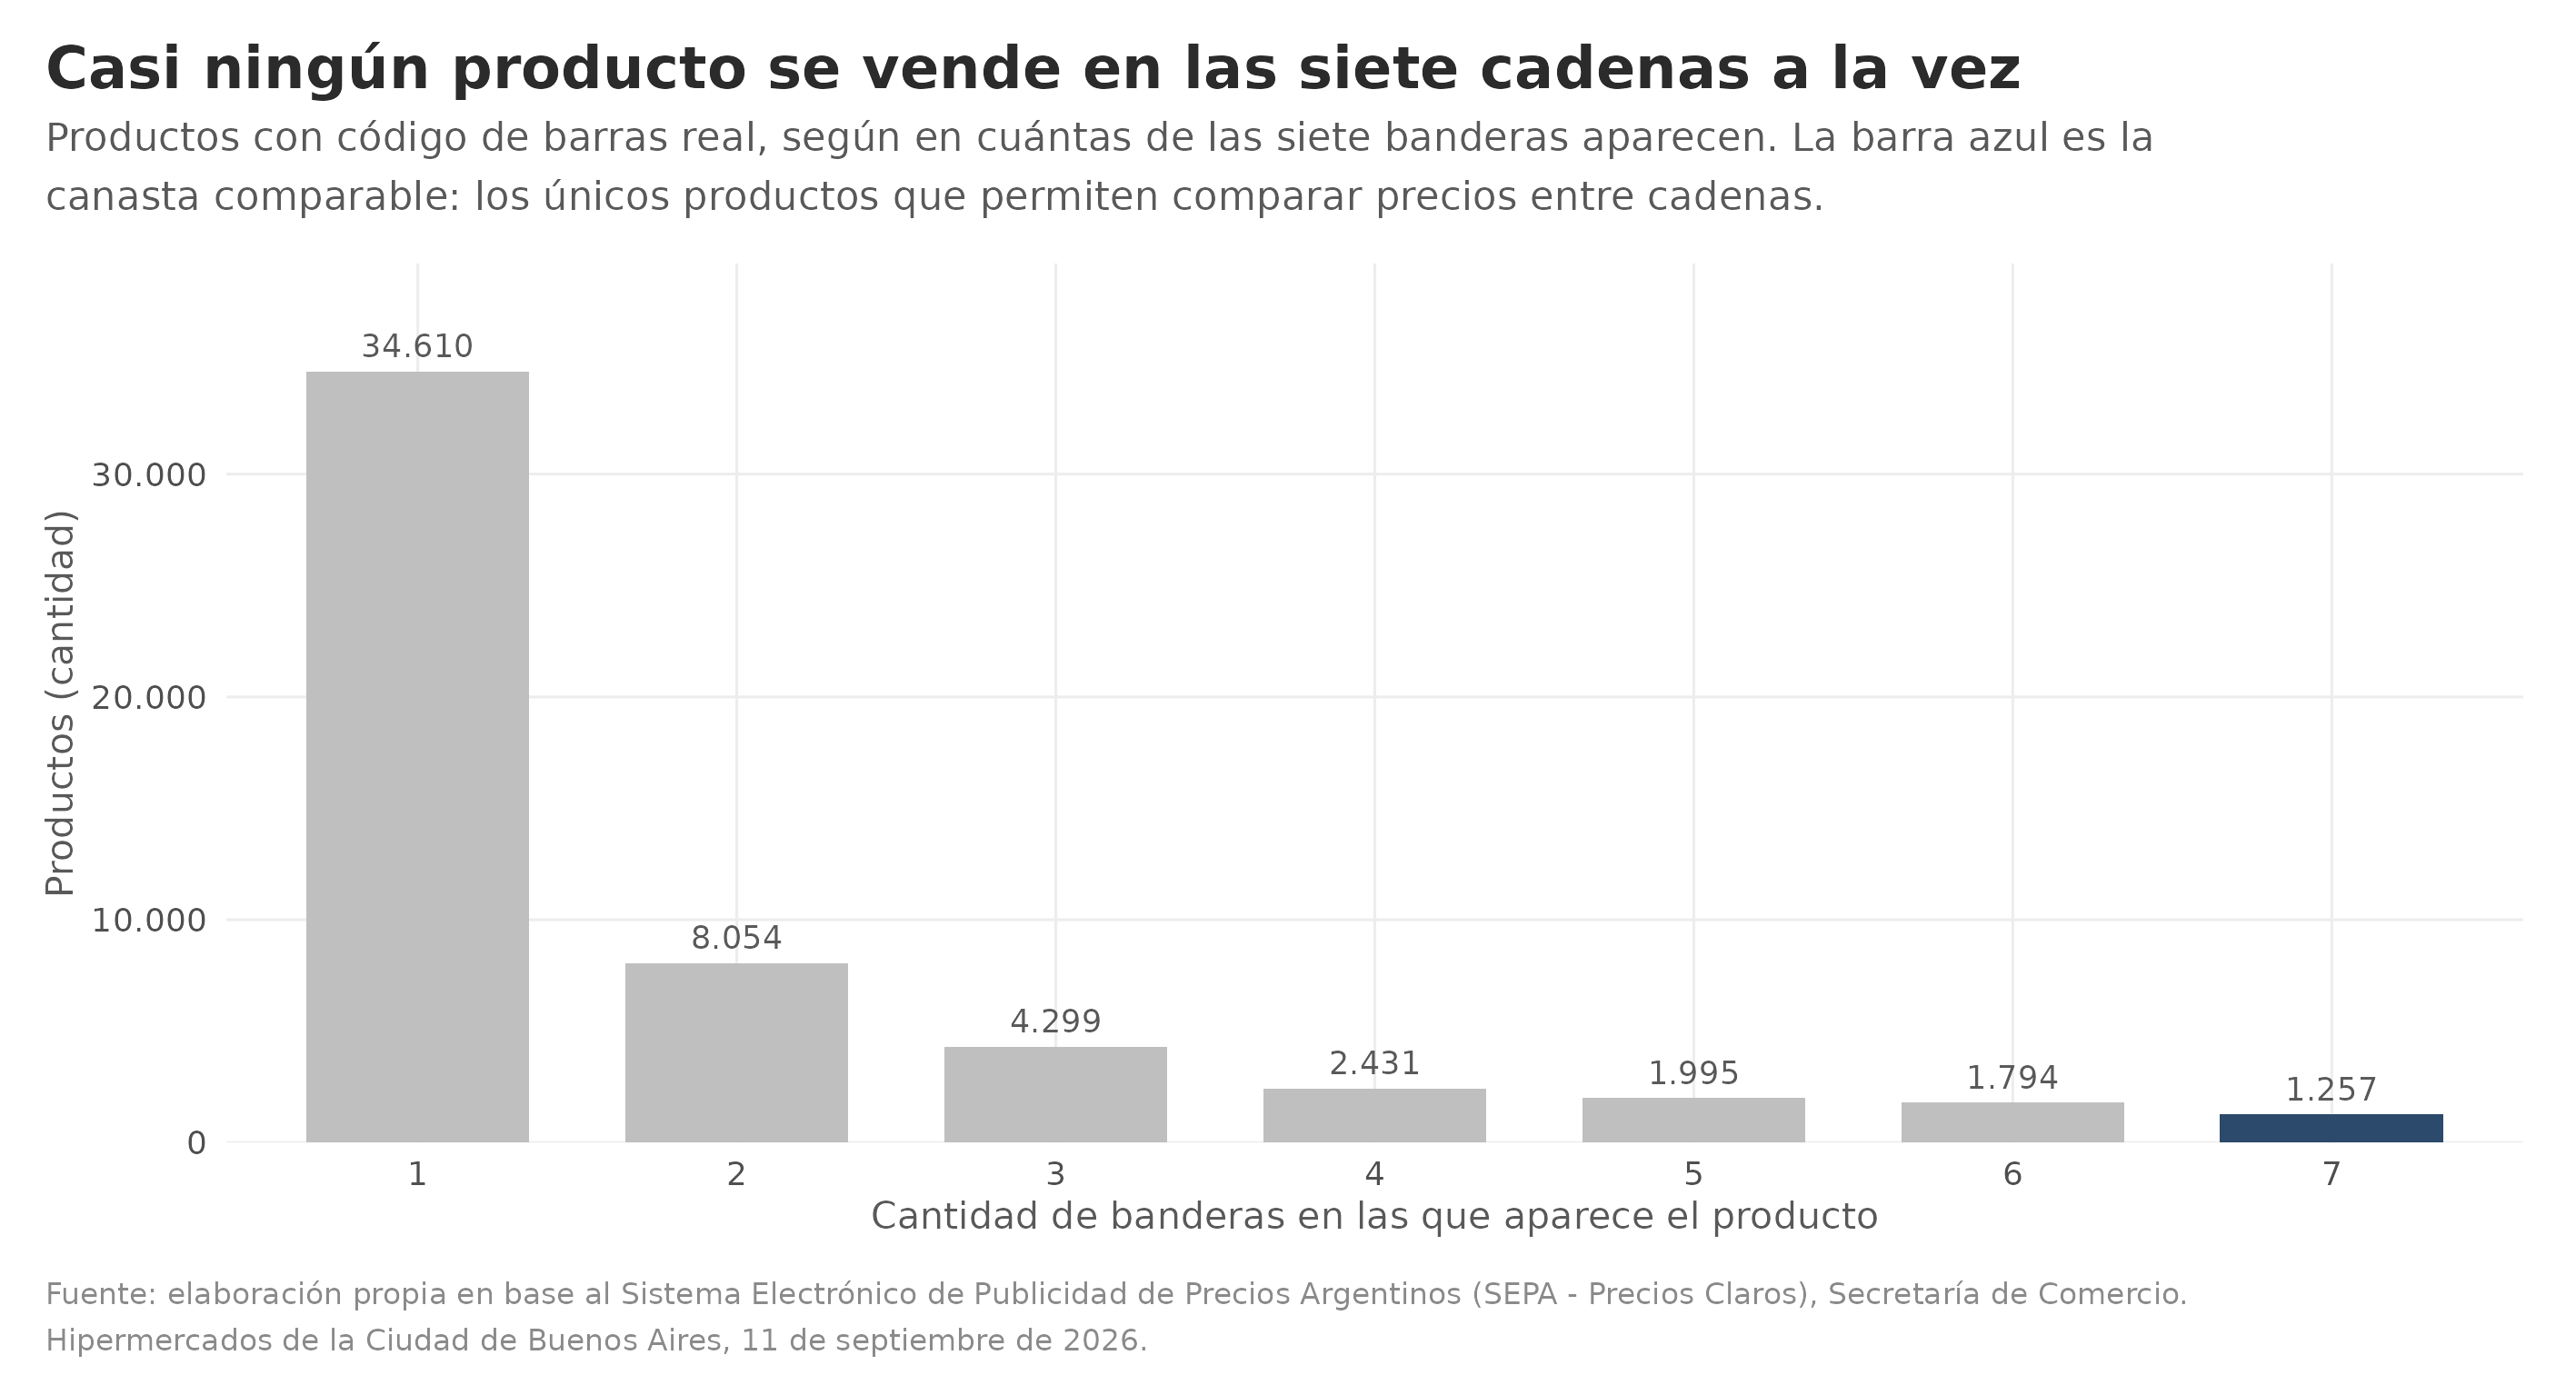 Casi ningún producto se vende en las siete cadenas a la vez
Productos con código de barras real, según en cuántas de las siete banderas aparecen. La barra azul es la
canasta comparable: los únicos productos que permiten comparar precios entre cadenas.
Productos (cantidad)
30.000
20.000
10.000
0
34.610
8.054
4.299
2.431
1.995
1.794
1.257
1
2
3
4
5
6
7
Cantidad de banderas en las que aparece el producto
Fuente: elaboración propia en base al Sistema Electrónico de Publicidad de Precios Argentinos (SEPA - Precios Claros), Secretaría de Comercio.
Hipermercados de la Ciudad de Buenos Aires, 11 de septiembre de 2026.